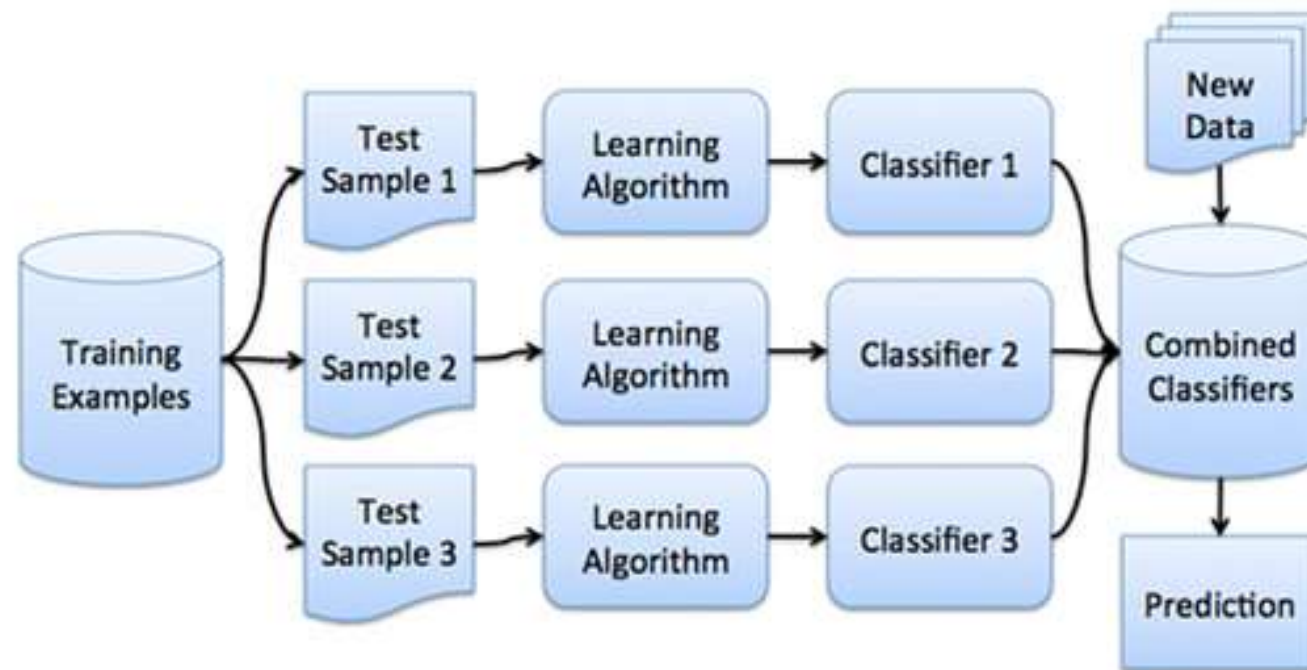 Training
Examples
Test
Sample 1
Learning
Algorithm
Classifier 1
Test
Sample 2
Learning
Algorithm
Classifier 2
Test
Sample 3
Learning
Algorithm
Classifier 3
New
Data
Combined
Classifiers
Prediction